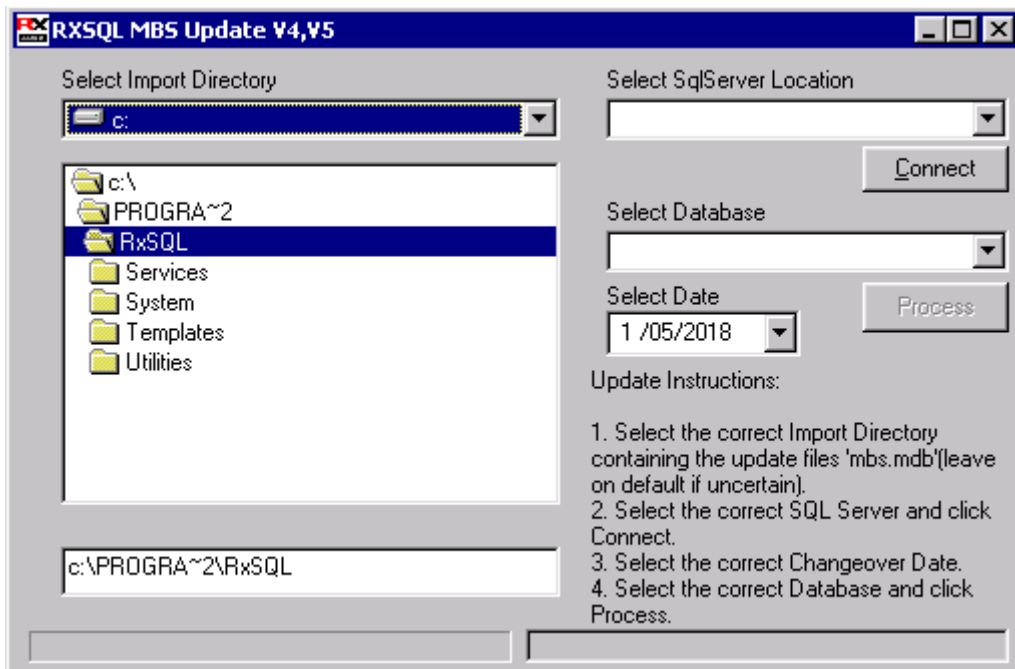 RXSQL MBS Update V4,V5
Select Import Directory
c:
c:\
PROGRA~2
RxSQL
Services
System
Templates
Utilities
c:\PROGRA~2\RxSQL
Select SqlServer Location
Connect
Select Database
Select Date
1 /05/2018
Process
Update Instructions:
1. Select the correct Import Directory
containing the update files 'mbs.mdb'(leave
on default if uncertain).
2. Select the correct SQL Server and click
Connect.
3. Select the correct Changeover Date.
4. Select the correct Database and click
Process.